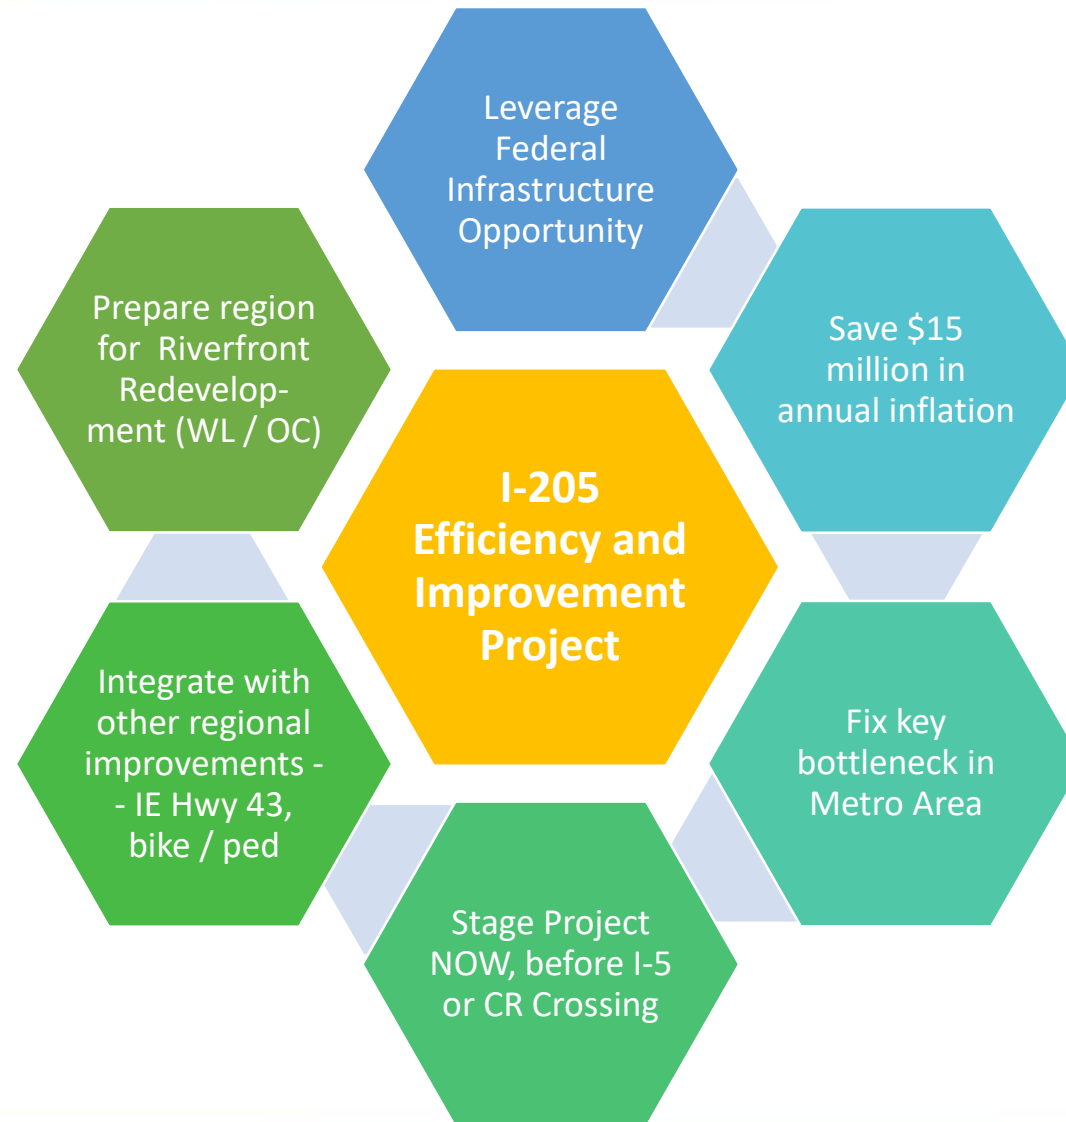 Leverage
Federal
Infrastructure
Opportunity
Save $15
million in
annual inflation
Fix key
bottleneck in
Metro Area
Stage Project
NOW, before I-5
or CR Crossing
Integrate with
other regional
improvements -
- IE Hwy 43,
bike / ped
Prepare region
for Riverfront
Redevelop-
ment (WL / OC)
I-205
Efficiency and
Improvement
Project